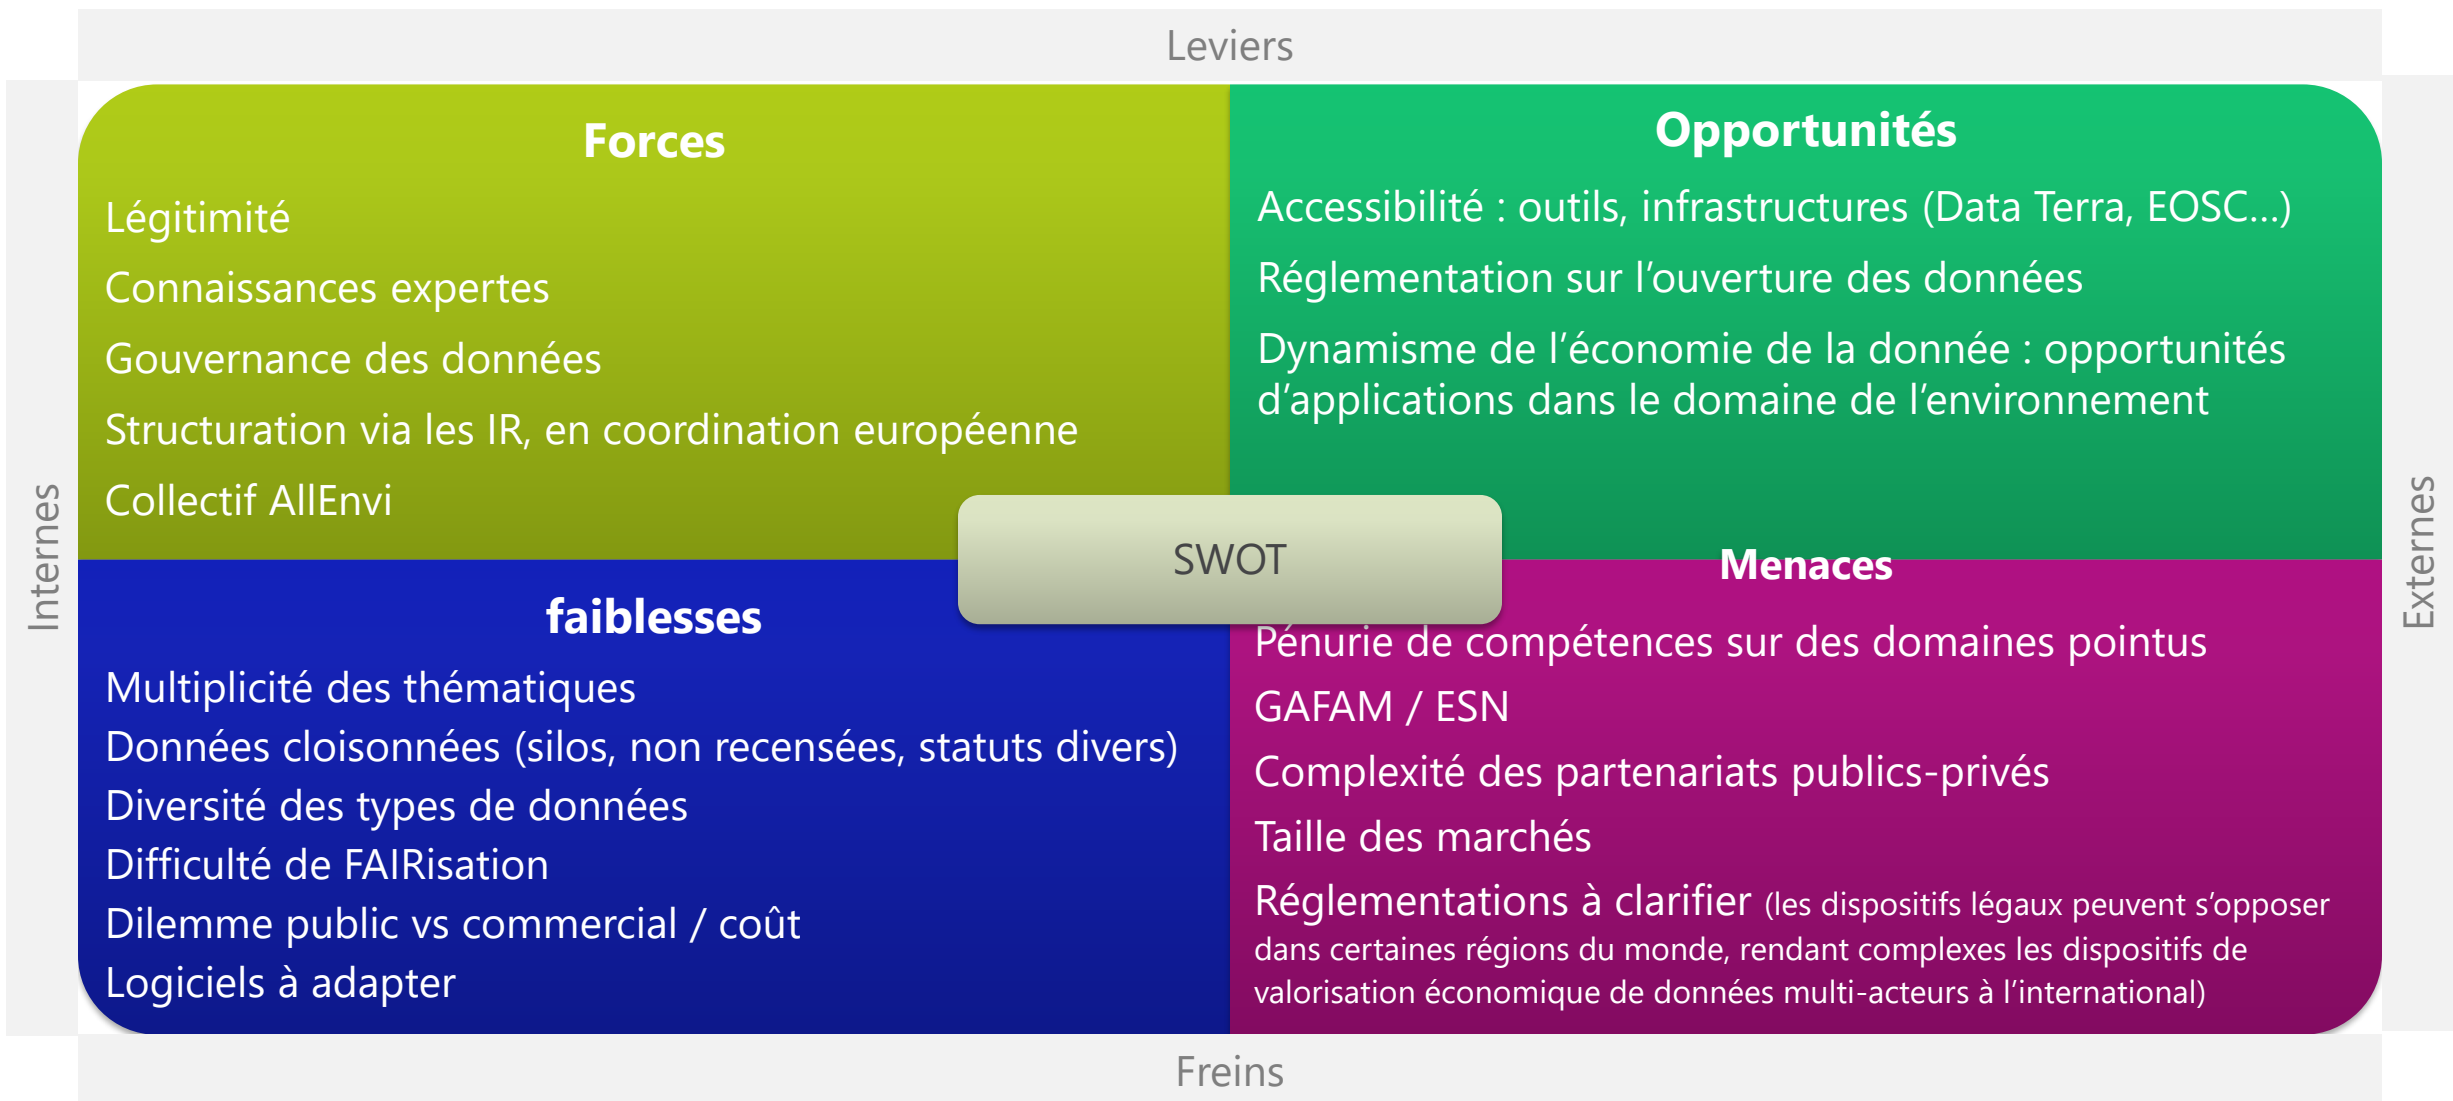 Leviers
Internes
Forces
Légitimité
Connaissances expertes
Gouvernance des données
Structuration via les IR, en coordination européenne
Collectif AllEnvi
Opportunités
Accessibilité : outils, infrastructures (Data Terra, EOSC…)
Réglementation sur l’ouverture des données
Dynamisme de l’économie de la donnée : opportunités
d’applications dans le domaine de l’environnement
SWOT
faiblesses
Multiplicité des thématiques
Données cloisonnées (silos, non recensées, statuts divers)
Diversité des types de données
Difficulté de FAIRisation
Dilemme public vs commercial / coût
Logiciels à adapter
Menaces
Pénurie de compétences sur des domaines pointus
GAFAM / ESN
Complexité des partenariats publics-privés
Taille des marchés
Réglementations à clarifier (les dispositifs légaux peuvent s’opposer
dans certaines régions du monde, rendant complexes les dispositifs de
valorisation économique de données multi-acteurs à l’international)
Externes
Freins